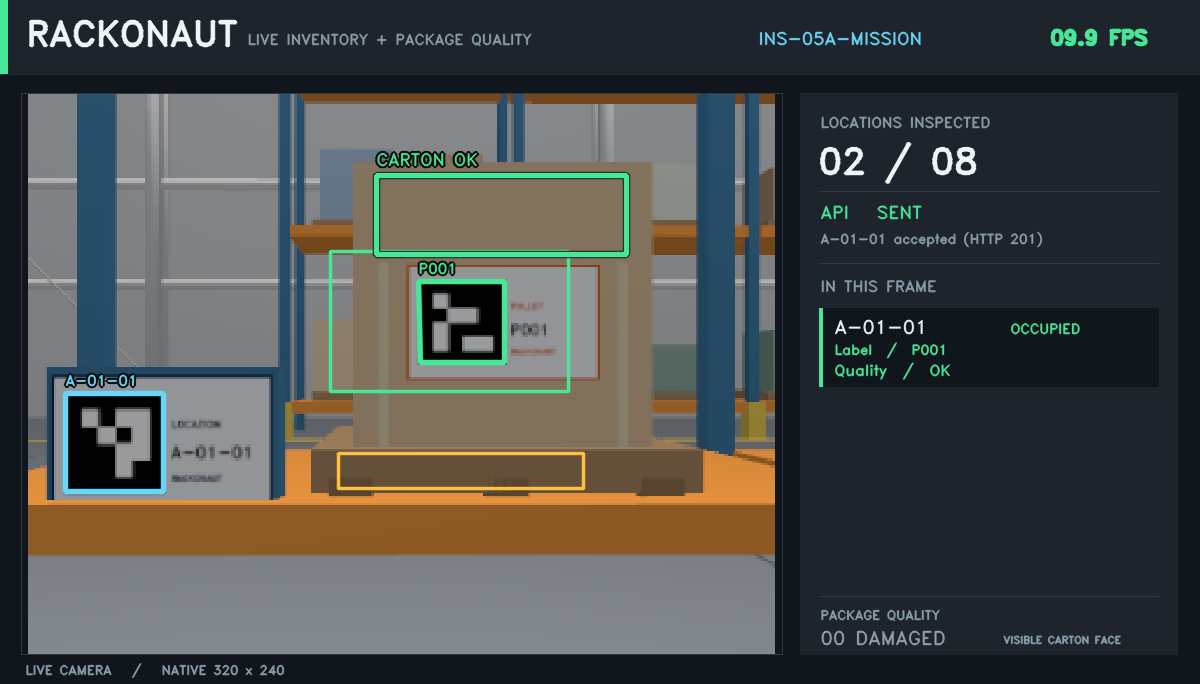 RACKONAUT LIVE INVENTORY + PACKAGE QUALITY
INS-05A-MISSION
09.9 FPS
CARTON OK
P001
P001
A-01-01
LOCATION
A-01-01
RACKONAUT
LIVE CAMERA / NATIVE 320 x 240
LOCATIONS INSPECTED
02 / 08
API SENT
A-01-01 accepted (HTTP 201)
IN THIS FRAME
A-01-01 OCCUPIED
Label / P001
Quality / OK
PACKAGE QUALITY
00 DAMAGED
VISIBLE CARTON FACE